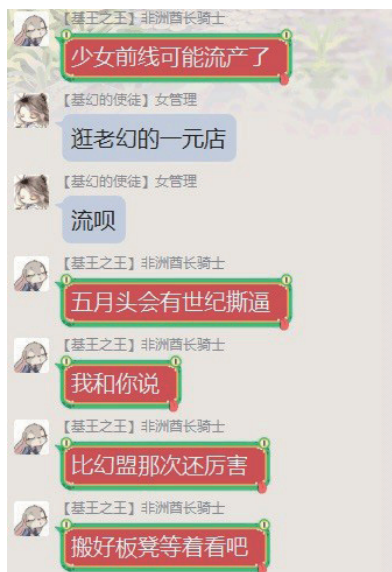 【基王之王】非洲酋长骑士
少女前线可能流产了
【基幻的使徒】女管理
逛老幻的一元店
【基幻的使徒】女管理
流呗
【基王之王】非洲酋长骑士
五月头会有世纪撕逼
【基王之王】非洲酋长骑士
我和你说
【基王之王】非洲酋长骑士
比幻盟那次还厉害
【基王之王】非洲酋长骑士
搬好板凳等着看吧